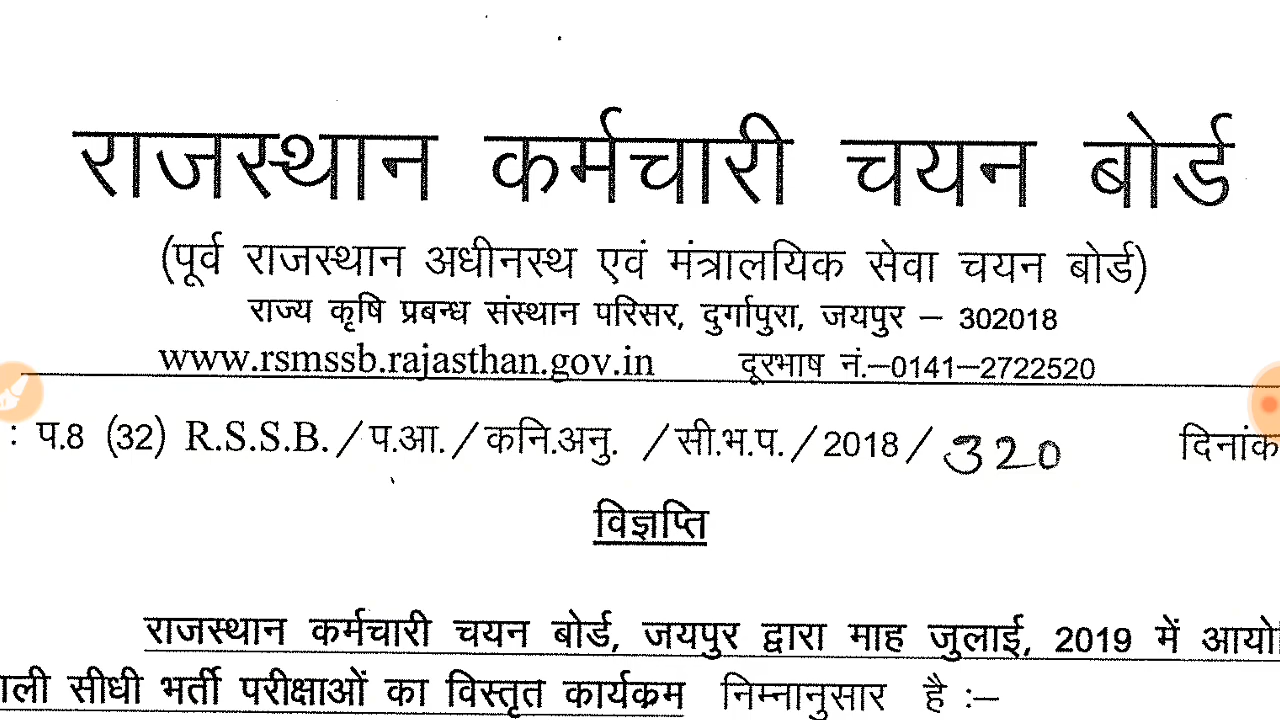 राजस्थान कर्मचारी चयन बोर्ड
(पूर्व राजस्थान अधीनस्थ एवं मंत्रालयिक सेवा चयन बोर्ड)
राज्य कृषि प्रबन्ध संस्थान परिसर, दुर्गापुरा, जयपुर – 302018
www.rsmssb.rajasthan.gov.in दूरभाष नं.–0141–2722520
: प.8 (32) R.S.S.B./प.आ./कनि.अनु. /सी.भ.प./2018/320 दिनांक
विज्ञप्ति
राजस्थान कर्मचारी चयन बोर्ड, जयपुर द्वारा माह जुलाई, 2019 में
सीधी भर्ती परीक्षाओं का विस्तृत कार्यकम निम्नानुसार है :–